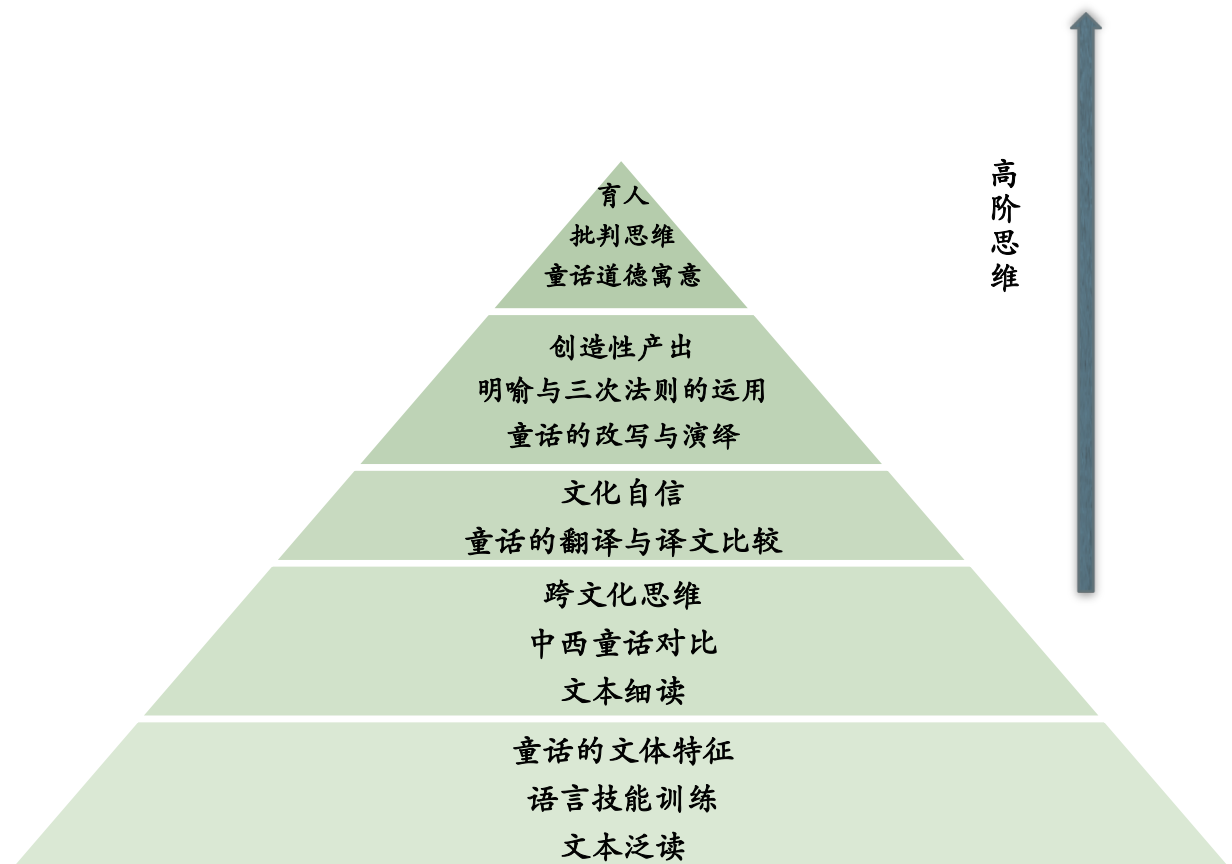 育人
批判思维
童话道德寓意
创造性产出
明喻与三次法则的运用
童话的改写与演绎
文化自信
童话的翻译与译文比较
跨文化思维
中西童话对比
文本细读
童话的文体特征
语言技能训练
文本泛读
高阶思维